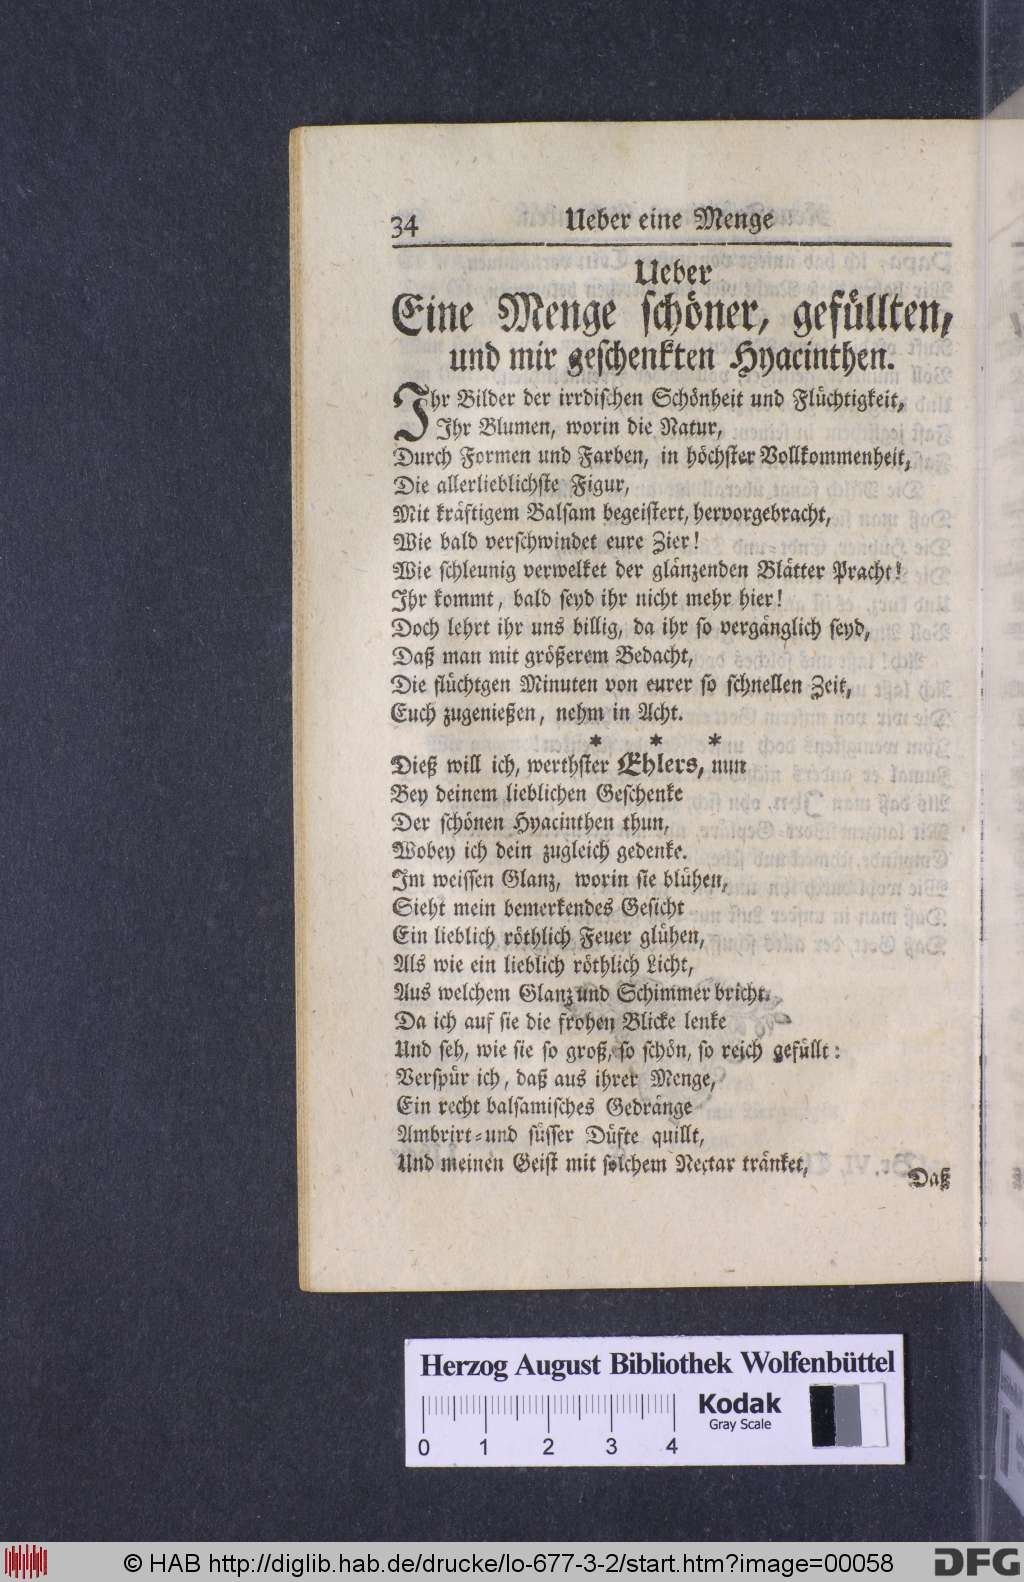 34 Ueber eine Menge
Ueber
Eine Menge schöner, gefüllten,
und mir geschenkten Hyacinthen.
Ihr Bilder der irrdischen Schönheit und Flüchtigkeit,
Ihr Blumen, worin die Natur,
Durch Formen und Farben, in höchster Vollkommenheit,
Die allerlieblichste Figur,
Mit kräftigem Balsam begeistert, hervorgebracht,
Wie bald verschwindet eure Zier!
Wie schleunig verwelket der glänzenden Blätter Pracht!
Ihr kommt, bald seyd ihr nicht mehr hier!
Doch lehrt ihr uns billig, da ihr so vergänglich seyd,
Daß man mit größerem Bedacht,
Die flüchtgen Minuten von eurer so schnellen Zeit,
Euch zugenießen, nehm in Acht.
* * *
Dieß will ich, werthster Ehlers, nun
Bey deinem lieblichen Geschenke
Der schönen Hyacinthen thun,
Wobey ich dein zugleich gedenke.
Im weissen Glanz, worin sie blühen,
Sieht mein bemerkendes Gesicht
Ein lieblich röthlich Feuer glühen,
Als wie ein lieblich röthlich Licht,
Aus welchem Glanz und Schimmer bricht.
Da ich auf sie die frohen Blicke lenke
Und seh, wie sie so groß, so schön, so reich gefüllt:
Verspür ich, daß aus ihrer Menge,
Ein recht balsamisches Gedränge
Ambrirt-und süsser Düfte quillt,
Und meinen Geist mit solchem Nectar tränket,
Daß
Herzog August Bibliothek Wolfenbüttel
Kodak
Gray Scale
0 1 2 3 4
© HAB http://diglib.hab.de/drucke/lo-677-3-2/start.htm?image=00058
DFG